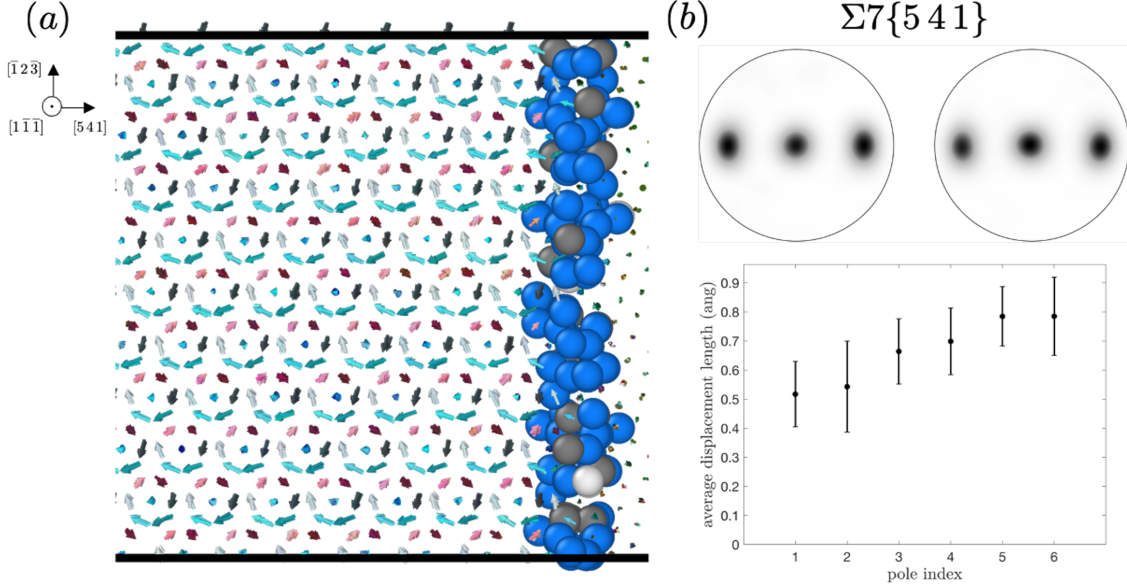 (a)
[1̄ 2 3̄]
[1 1̄ 1̄]
[5 4 1]
(b)
Σ7{5 4 1}
average displacement length (ang)
0.9
0.8
0.7
0.6
0.5
0.4
0.3
0.2
0.1
0
1 2 3 4 5 6
pole index